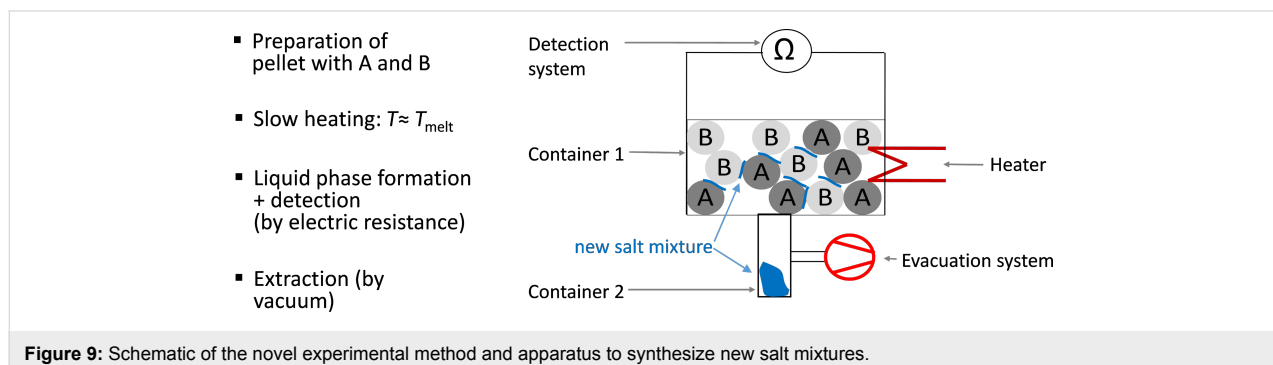 ▪ Preparation of
pellet with A and B
▪ Slow heating: T≈ Tmelt
▪ Liquid phase formation
+ detection
(by electric resistance)
▪ Extraction (by
vacuum)
Detection
system
Ω
Container 1
B B A B
B A B A
A A B A
Heater
new salt mixture
Container 2
Evacuation system
Figure 9: Schematic of the novel experimental method and apparatus to synthesize new salt mixtures.